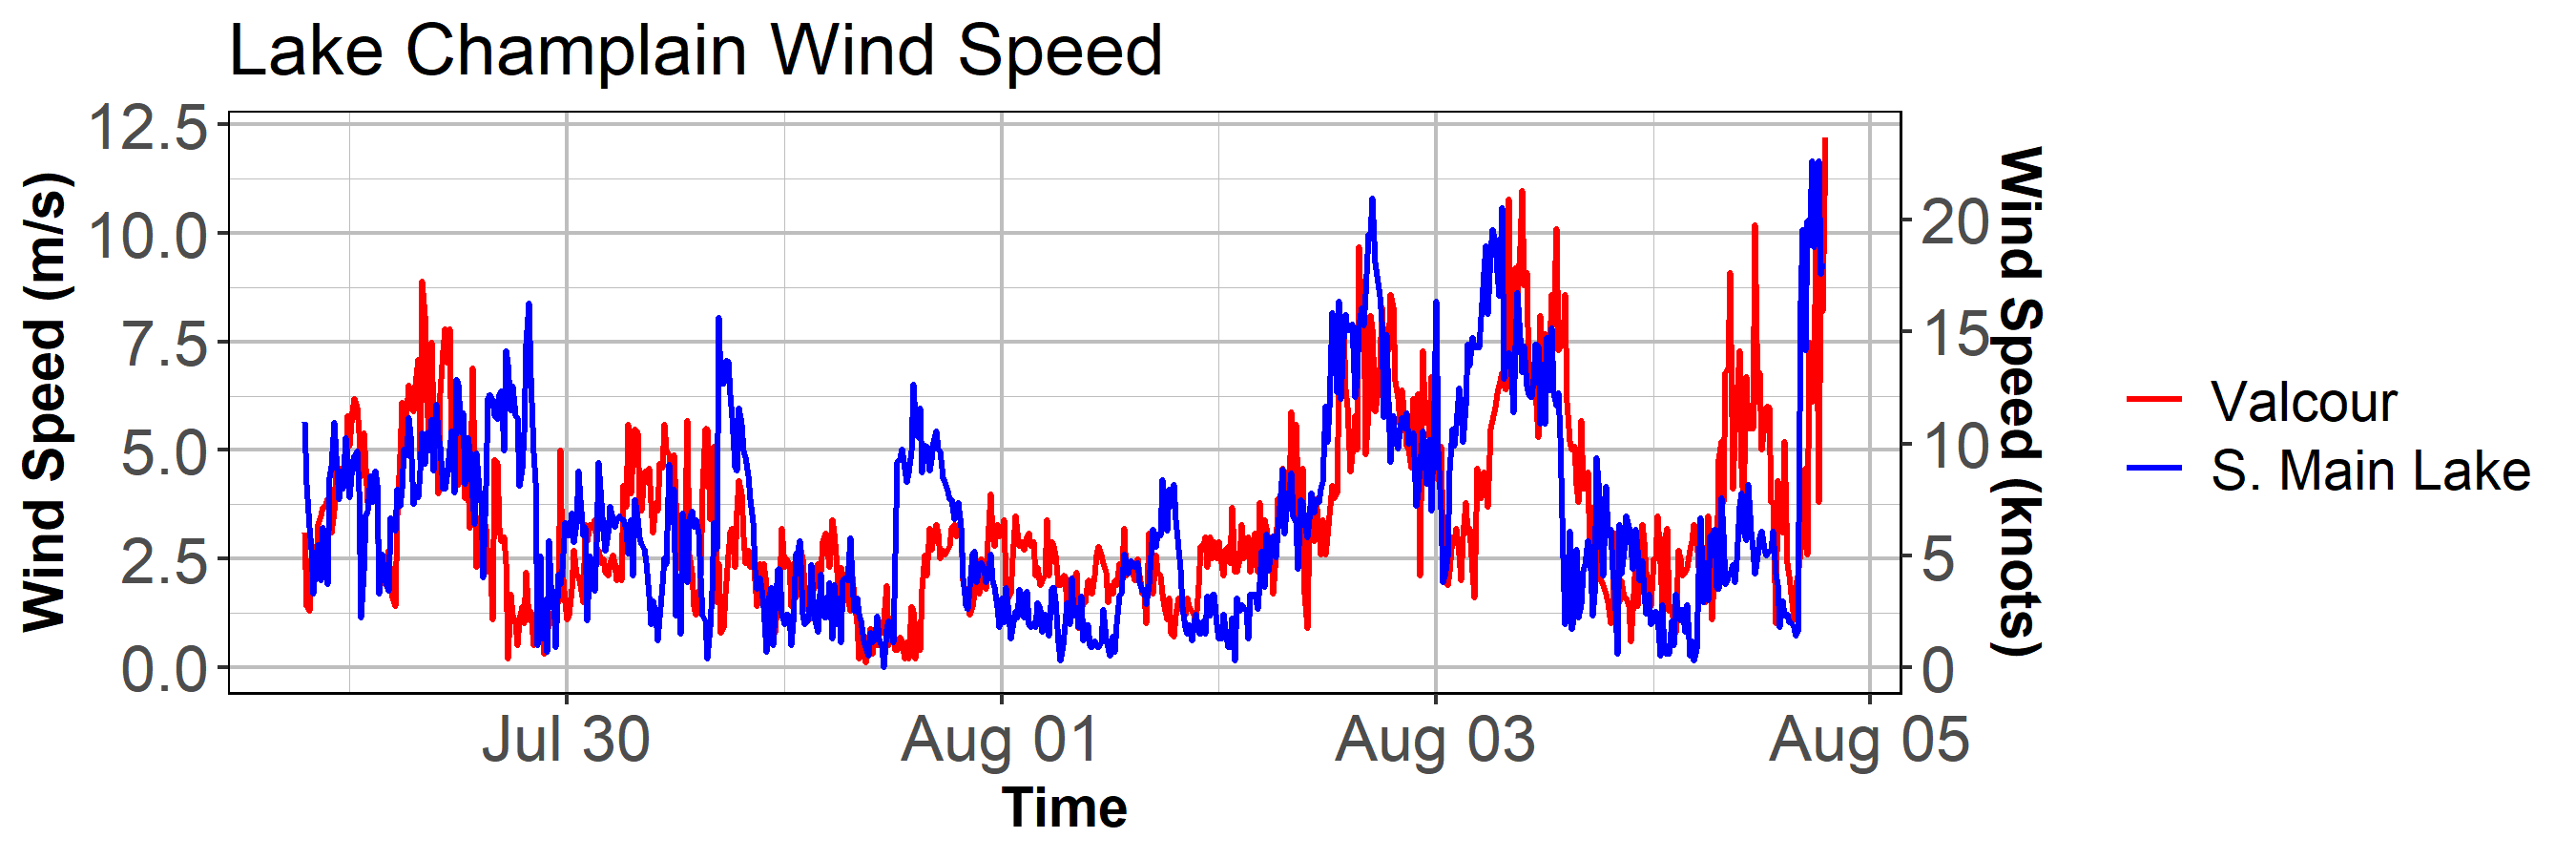 Lake Champlain Wind Speed
Wind Speed (m/s)
12.5
10.0
7.5
5.0
2.5
0.0
20
15
10
5
0
Wind Speed (knots)
Jul 30
Aug 01
Aug 03
Aug 05
Time
Valcour
S. Main Lake